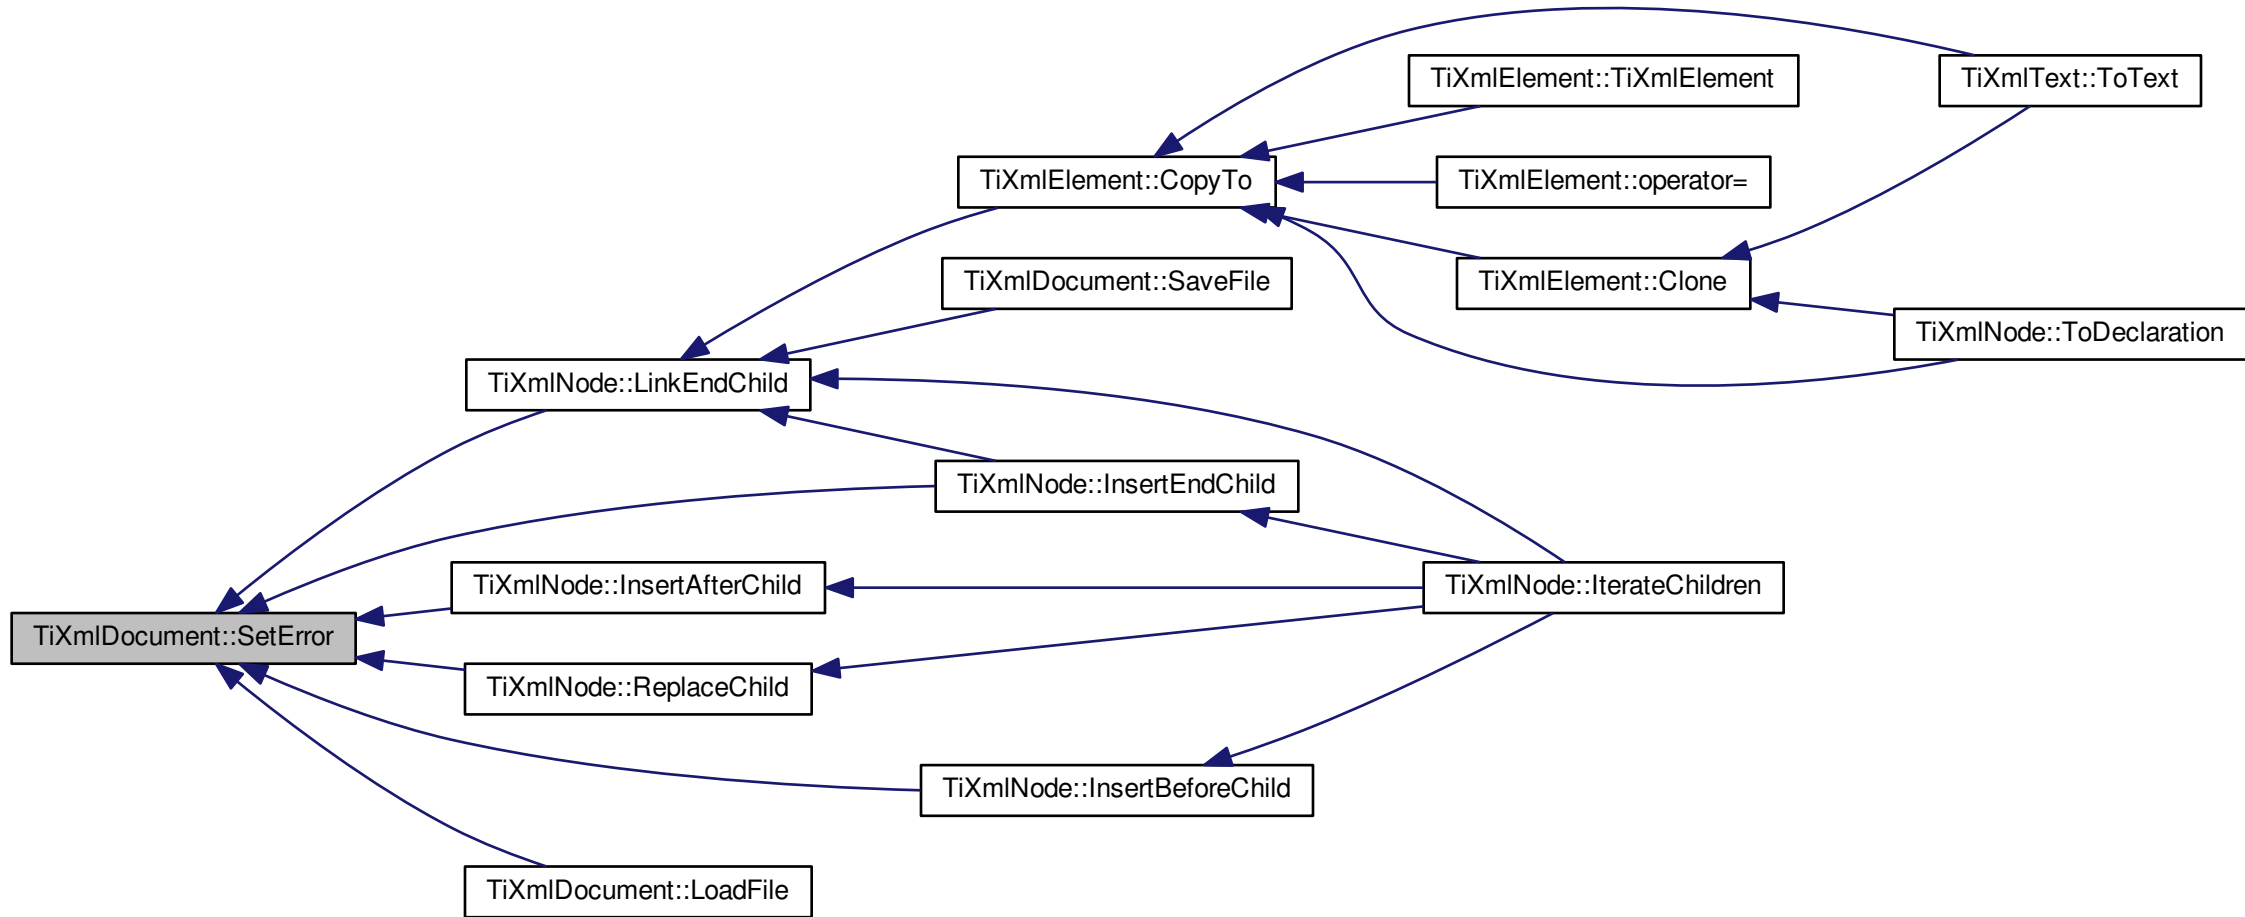 TiXmlElement::TiXmlElement
TiXmlText::ToText
TiXmlElement::CopyTo
TiXmlElement::operator=
TiXmlDocument::SaveFile
TiXmlElement::Clone
TiXmlNode::ToDeclaration
TiXmlNode::LinkEndChild
TiXmlNode::InsertEndChild
TiXmlNode::InsertAfterChild
TiXmlNode::IterateChildren
TiXmlDocument::SetError
TiXmlNode::ReplaceChild
TiXmlNode::InsertBeforeChild
TiXmlDocument::LoadFile